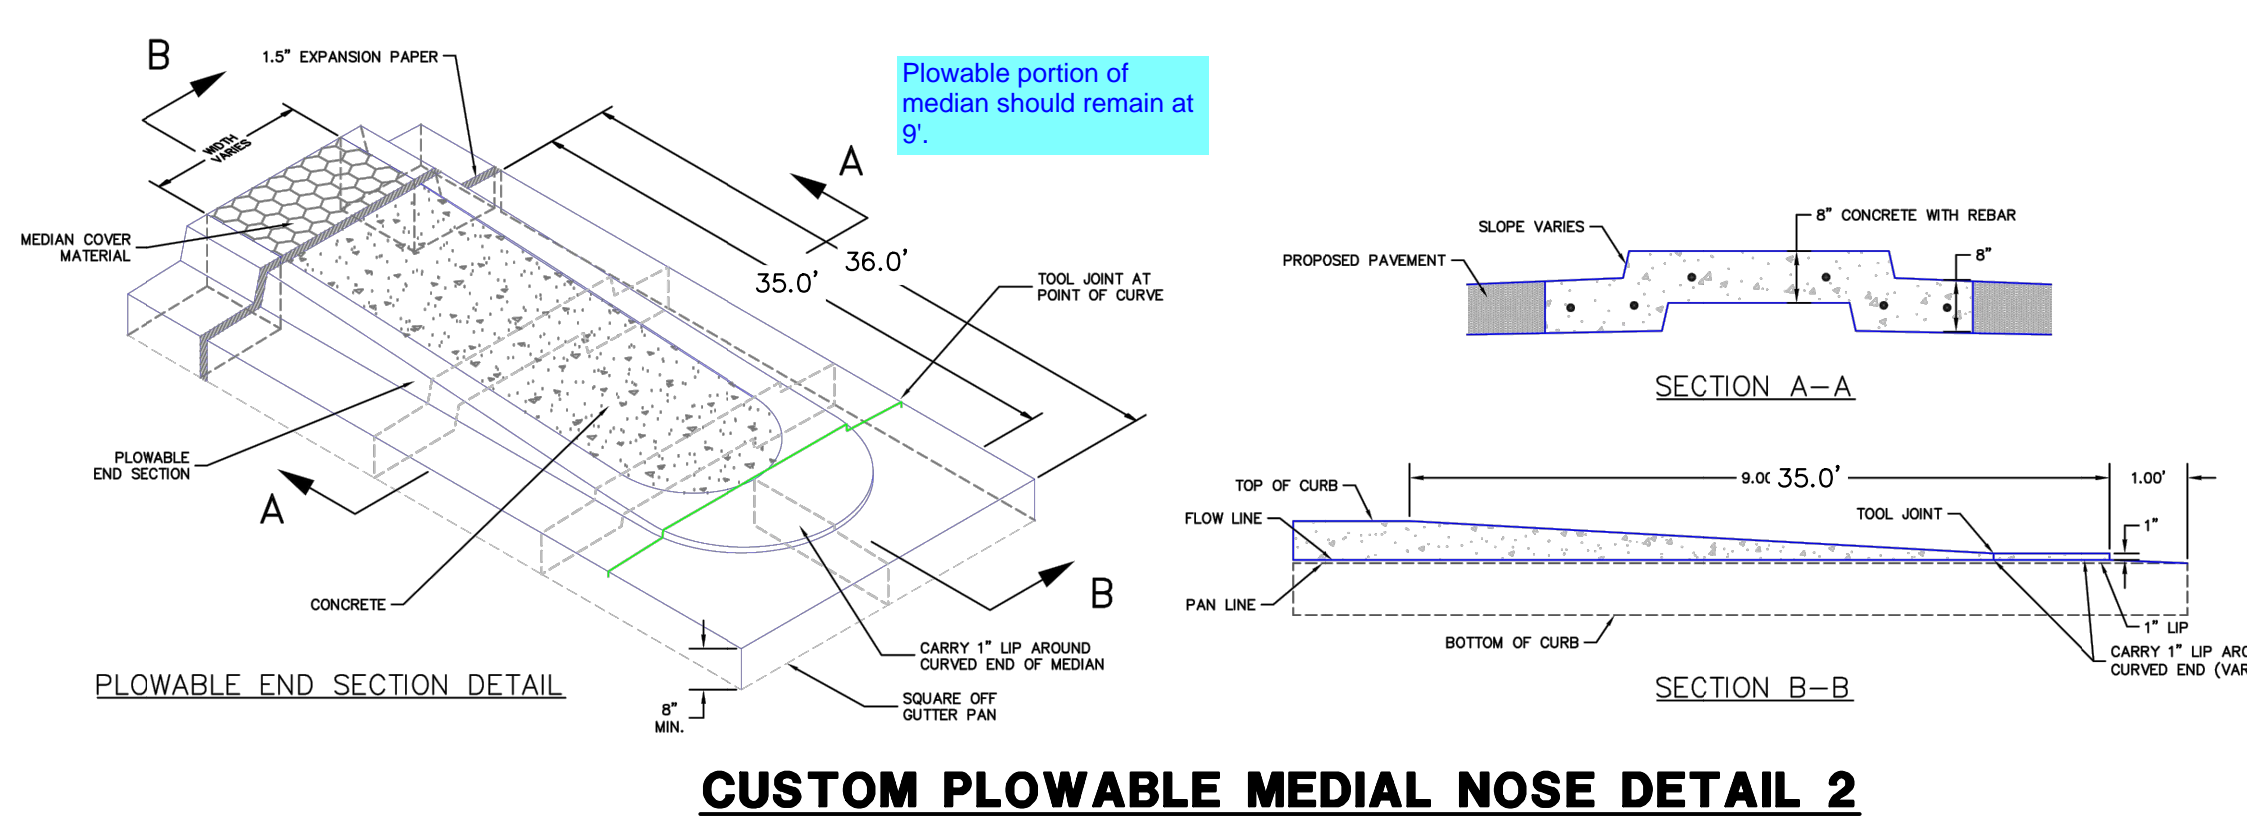 B
1.5" EXPANSION PAPER
Plowable portion of
median should remain at
9'.
WIDTH
VARIES
A
MEDIAN COVER
MATERIAL
36.0'
35.0'
TOOL JOINT AT
POINT OF CURVE
PLOWABLE
END SECTION
A
CONCRETE
B
CARRY 1" LIP AROUND
CURVED END OF MEDIAN
SQUARE OFF
GUTTER PAN
8"
MIN.
PLOWABLE END SECTION DETAIL
SLOPE VARIES
8" CONCRETE WITH REBAR
PROPOSED PAVEMENT
8"
SECTION A-A
9.00 35.0'
1.00'
TOP OF CURB
FLOW LINE
TOOL JOINT
1"
PAN LINE
BOTTOM OF CURB
1" LIP
CARRY 1" LIP
CURVED END
SECTION B-B
CUSTOM PLOWABLE MEDIAL NOSE DETAIL 2